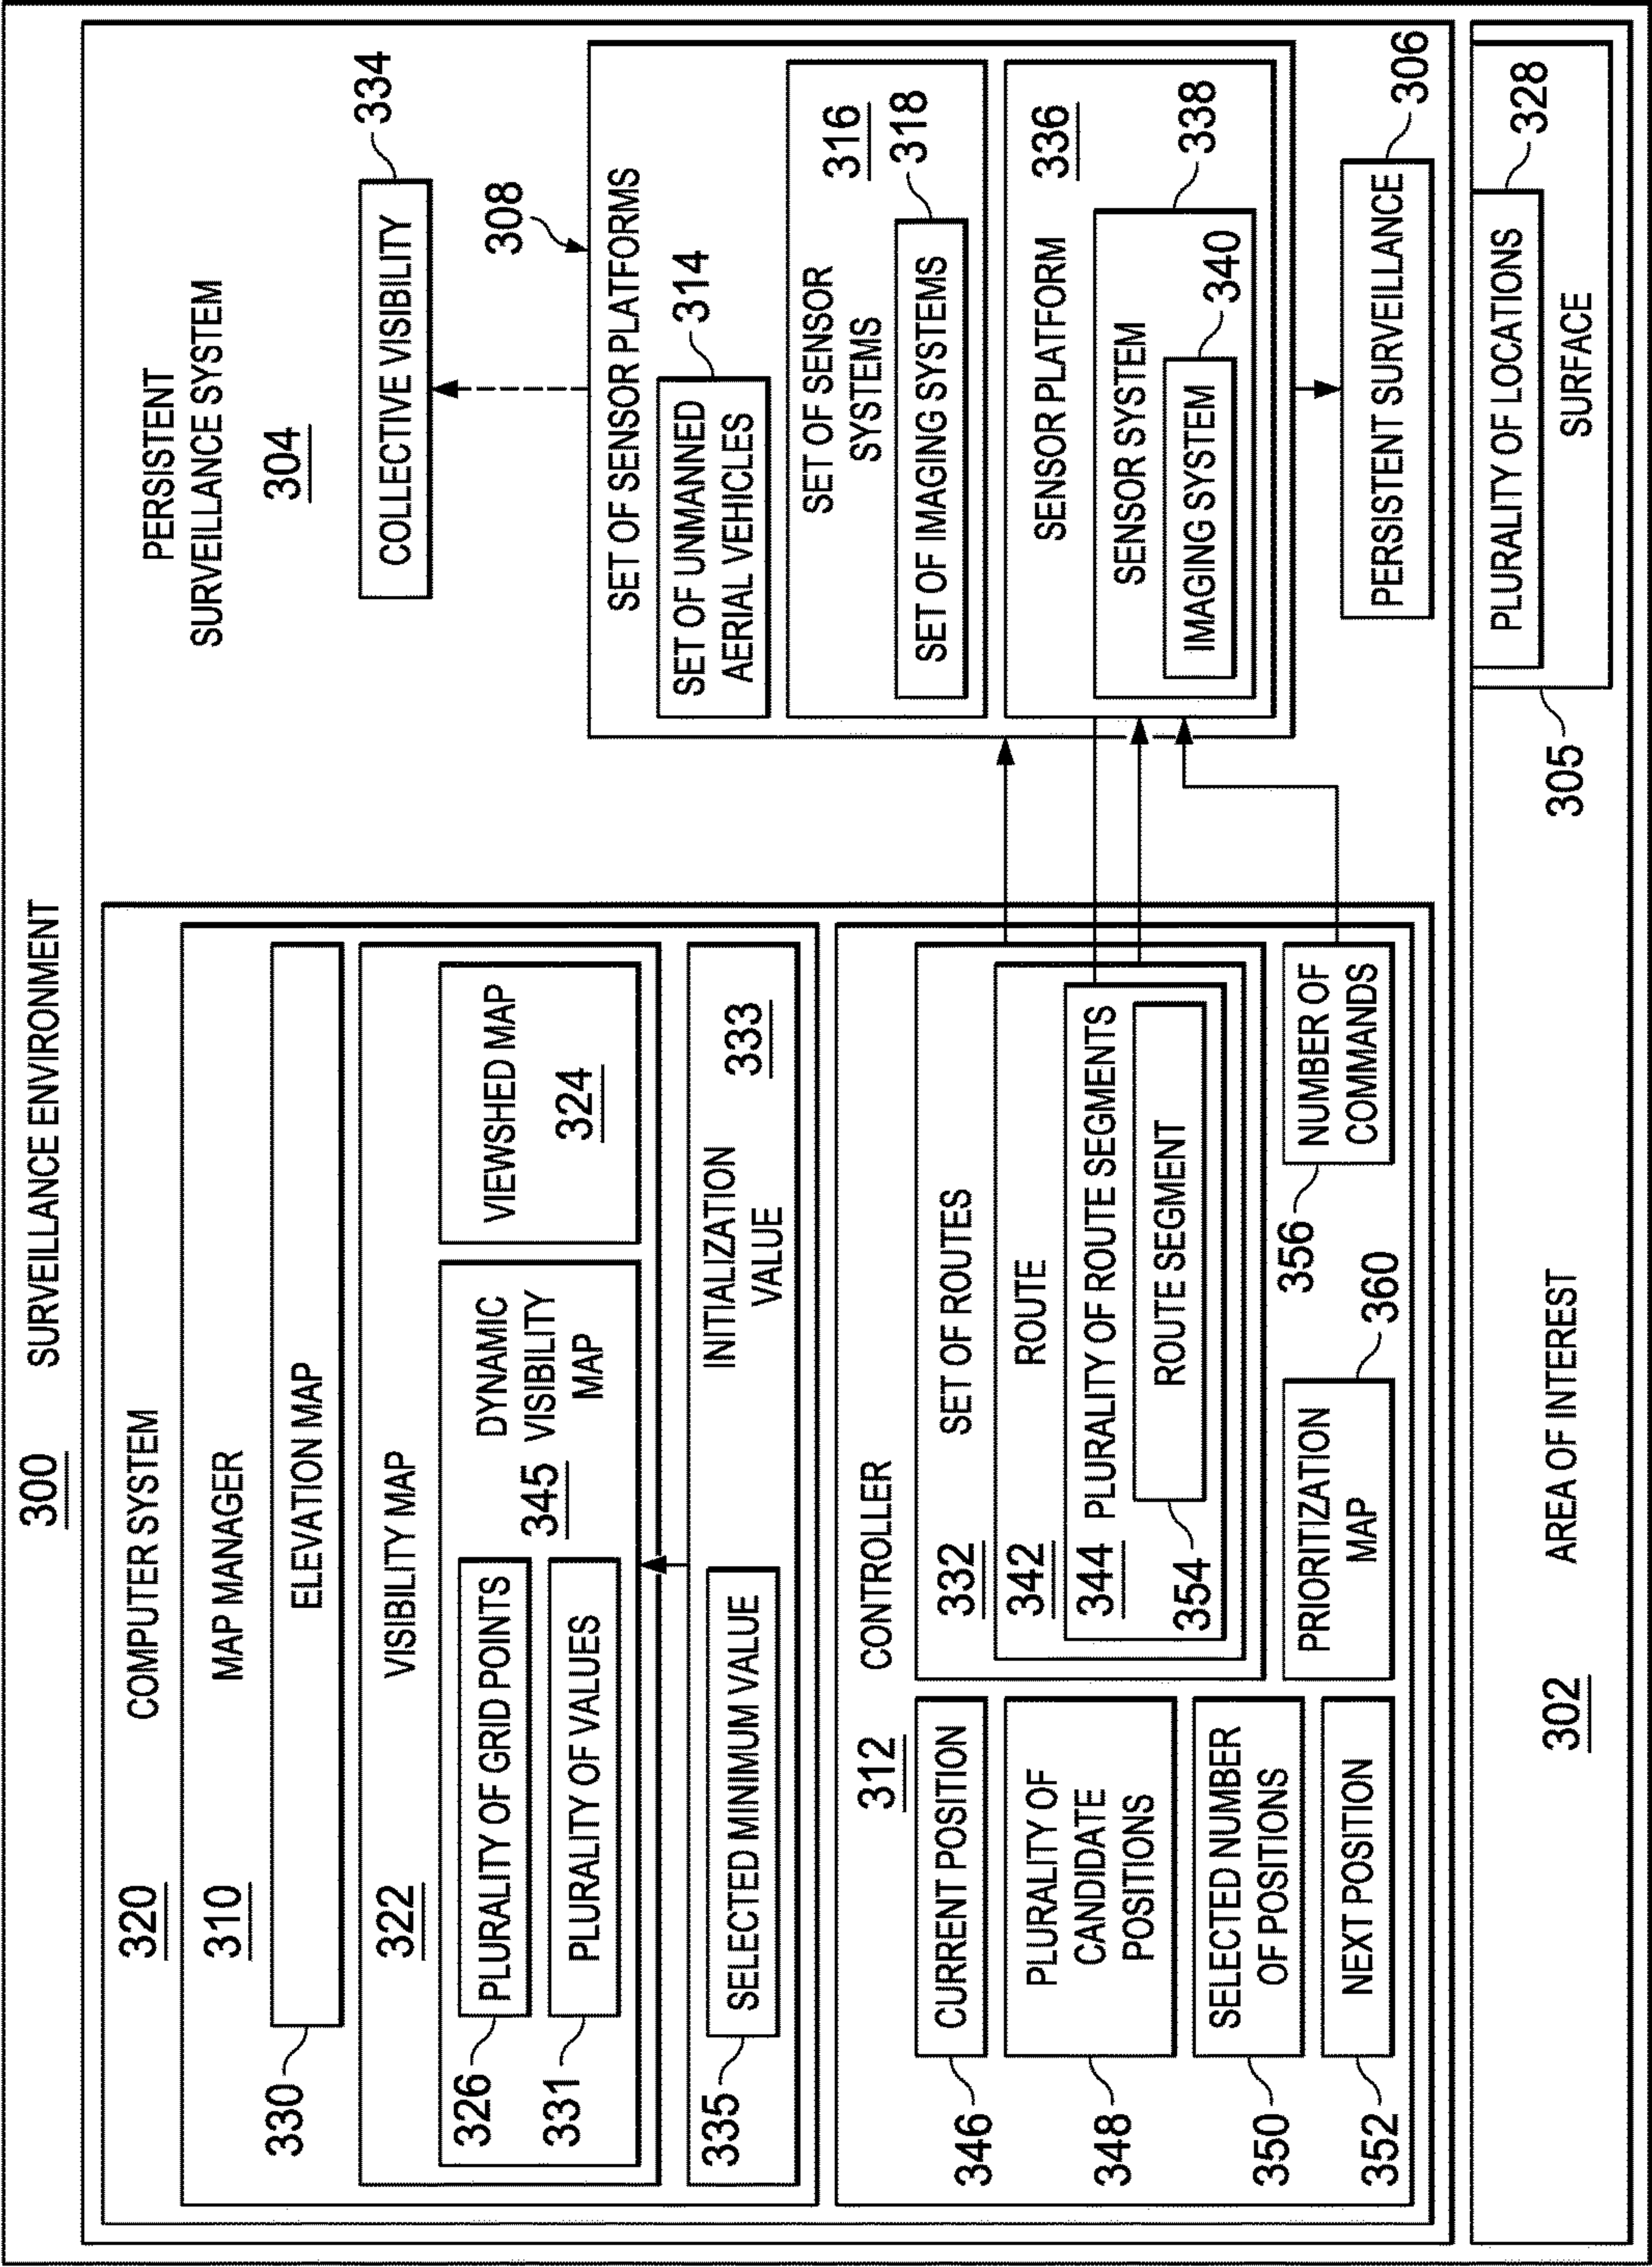 300
SURVEILLANCE ENVIRONMENT
PERSISTENT
SURVEILLANCE SYSTEM
304
320
COMPUTER SYSTEM
310
MAP MANAGER
330
ELEVATION MAP
322
VISIBILITY MAP
326
PLURALITY OF GRID POINTS
331
PLURALITY OF VALUES
345
DYNAMIC
VISIBILITY
MAP
VIEWSHED MAP
324
335
SELECTED MINIMUM VALUE
INITIALIZATION
VALUE
333
312
CONTROLLER
346
CURRENT POSITION
348
PLURALITY OF
CANDIDATE
POSITIONS
350
SELECTED NUMBER
OF POSITIONS
352
NEXT POSITION
332
SET OF ROUTES
342
ROUTE
344
PLURALITY OF ROUTE SEGMENTS
354
ROUTE SEGMENT
PRIORITIZATION
MAP
360
356
NUMBER OF
COMMANDS
COLLECTIVE VISIBILITY
334
308
SET OF SENSOR PLATFORMS
SET OF UNMANNED
AERIAL VEHICLES
314
SET OF SENSOR
SYSTEMS
316
SET OF IMAGING SYSTEMS
318
SENSOR PLATFORM
336
SENSOR SYSTEM
338
IMAGING SYSTEM
340
PERSISTENT SURVEILLANCE
306
302
AREA OF INTEREST
305
PLURALITY OF LOCATIONS
328
SURFACE